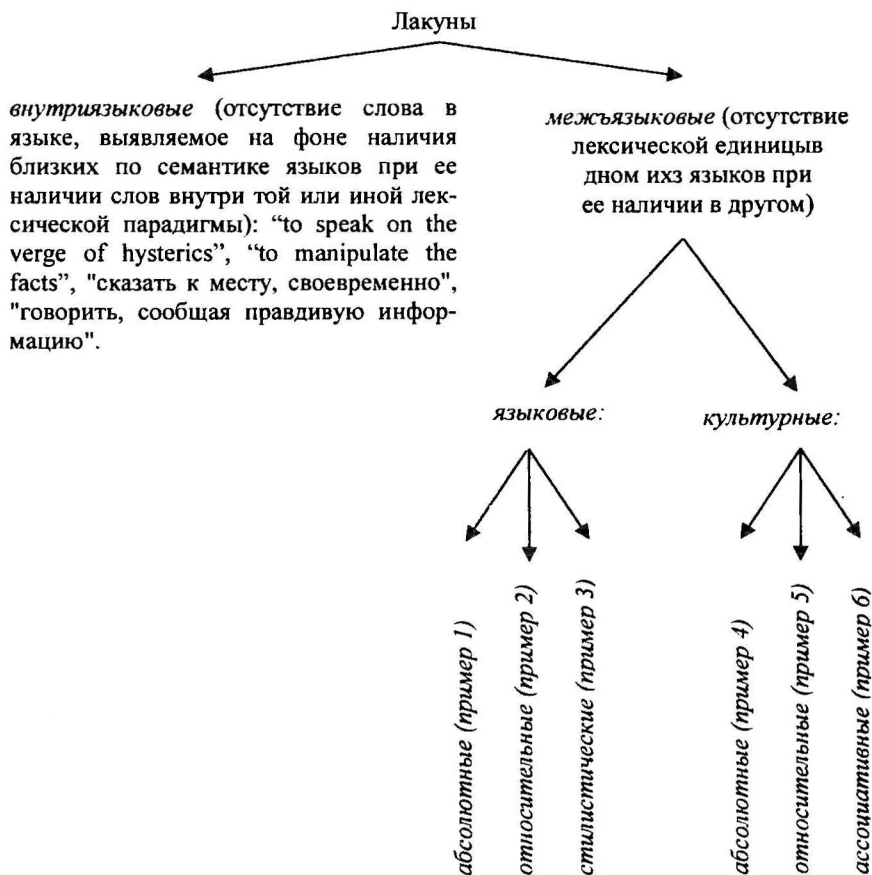 Лакуны
внутриязыковые (отсутствие слова в
языке, выявляемое на фоне наличия
близких по семантике языков при ее
наличии слов внутри той или иной лек-
сической парадигмы): “to speak on the
verge of hysterics”, “to manipulate the
facts”, "сказать к месту, своевременно",
"говорить, сообщая правдивую инфор-
мацию".
межъязыковые (отсутствие
лексической единицыв
дном ихз языков при
ее наличии в другом)
языковые:
культурные:
абсолютные (пример 1)
относительные (пример 2)
стилистические (пример 3)
абсолютные (пример 4)
относительные (пример 5)
ассоциативные (пример 6)